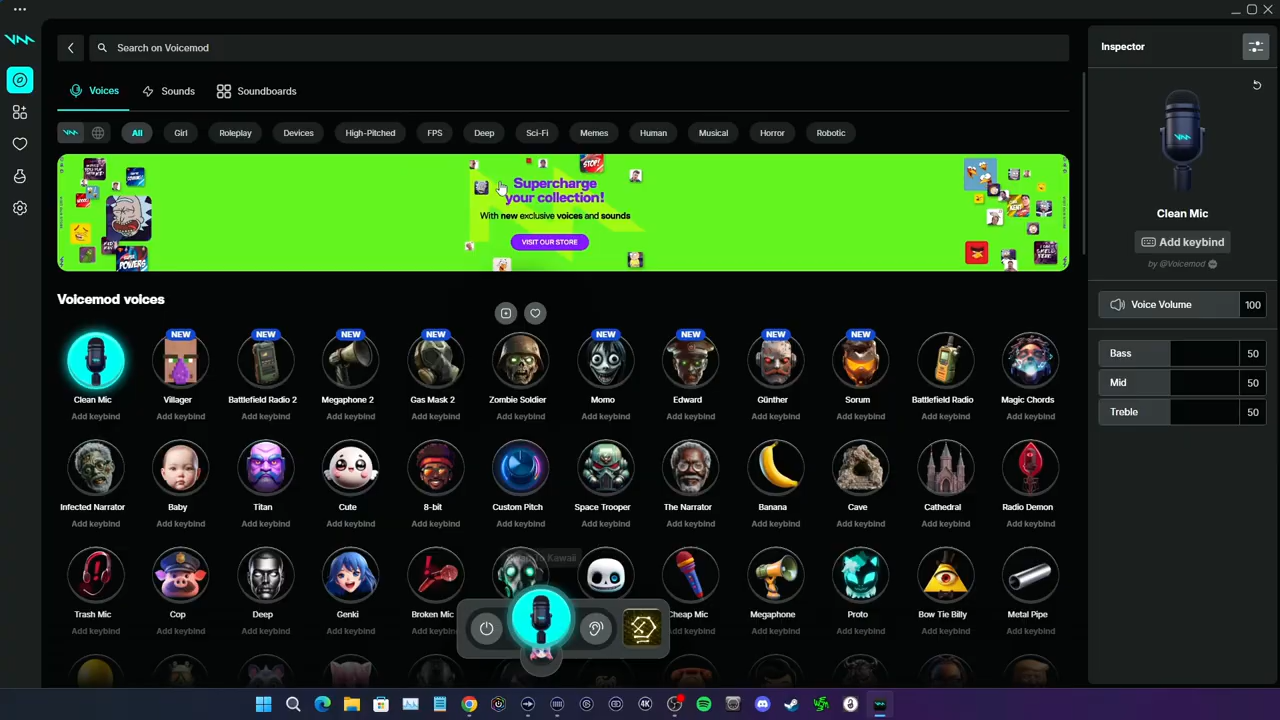 Search on Voicemod
Inspector
Voices
Sounds
Soundboards
All
Girl
Roleplay
Devices
High-Pitched
FPS
Deep
Sci-Fi
Memes
Human
Musical
Horror
Robotic
Supercharge
your collection!
With new exclusive voices and sounds
VISIT OUR STORE
STOP!
POWERS
Clean Mic
Add keybind
by @Voicemod
Voice Volume 100
Bass 50
Mid 50
Treble 50
Voicemod voices
NEW NEW NEW NEW NEW NEW NEW NEW
Clean Mic Villager Battlefield Radio 2 Megaphone 2 Gas Mask 2 Zombie Soldier Momo Edward Günther Sorum Battlefield Radio Magic Chords
Add keybind Add keybind Add keybind Add keybind Add keybind Add keybind Add keybind Add keybind Add keybind Add keybind Add keybind Add keybind
Infected Narrator Baby Titan Cute 8-bit Custom Pitch Space Trooper The Narrator Banana Cave Cathedral Radio Demon
Add keybind Add keybind Add keybind Add keybind Add keybind Add keybind Add keybind Add keybind Add keybind Add keybind Add keybind Add keybind
Trash Mic Cop Deep Genki Broken Mic Cheap Mic Megaphone Proto Bow Tie Billy Metal Pipe
Add keybind Add keybind Add keybind Add keybind Add keybind Add keybind Add keybind Add keybind Add keybind Add keybind
4K